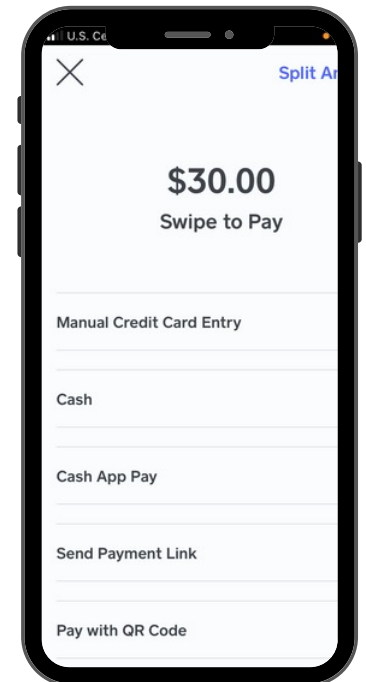 U.S. Ce
Split Ar
$30.00
Swipe to Pay
Manual Credit Card Entry
Cash
Cash App Pay
Send Payment Link
Pay with QR Code